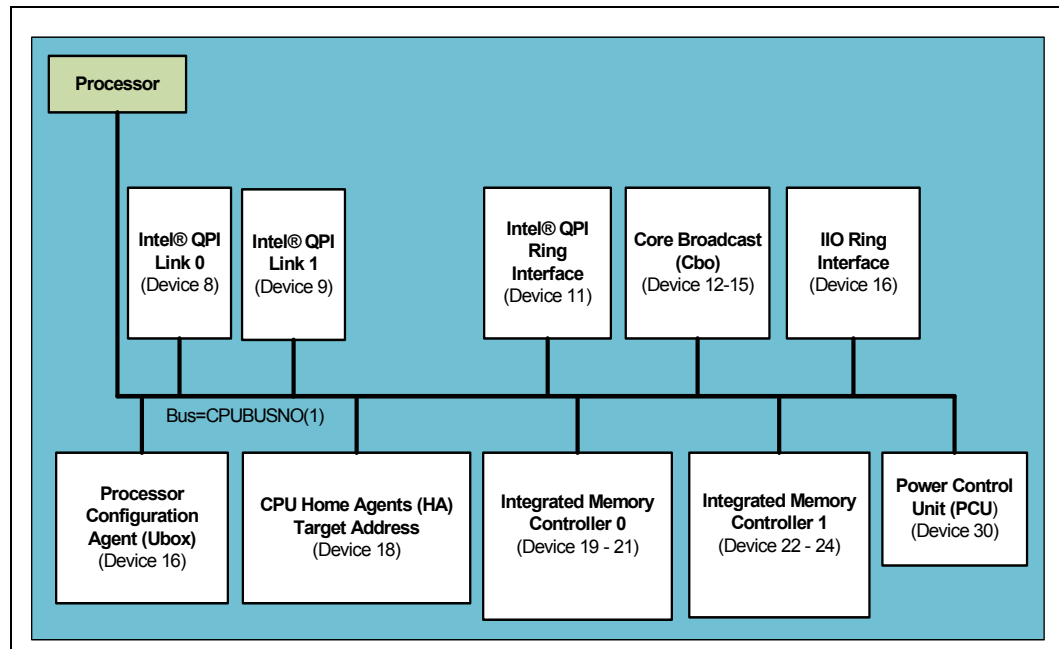 Processor
Intel® QPI
Link 0
(Device 8)
Intel® QPI
Link 1
(Device 9)
Intel® QPI
Ring
Interface
(Device 11)
Core Broadcast
(Cbo)
(Device 12-15)
IIO Ring
Interface
(Device 16)
Bus=CPUBUSNO(1)
Processor
Configuration
Agent (Ubox)
(Device 16)
CPU Home Agents (HA)
Target Address
(Device 18)
Integrated Memory
Controller 0
(Device 19 - 21)
Integrated Memory
Controller 1
(Device 22 - 24)
Power Control
Unit (PCU)
(Device 30)